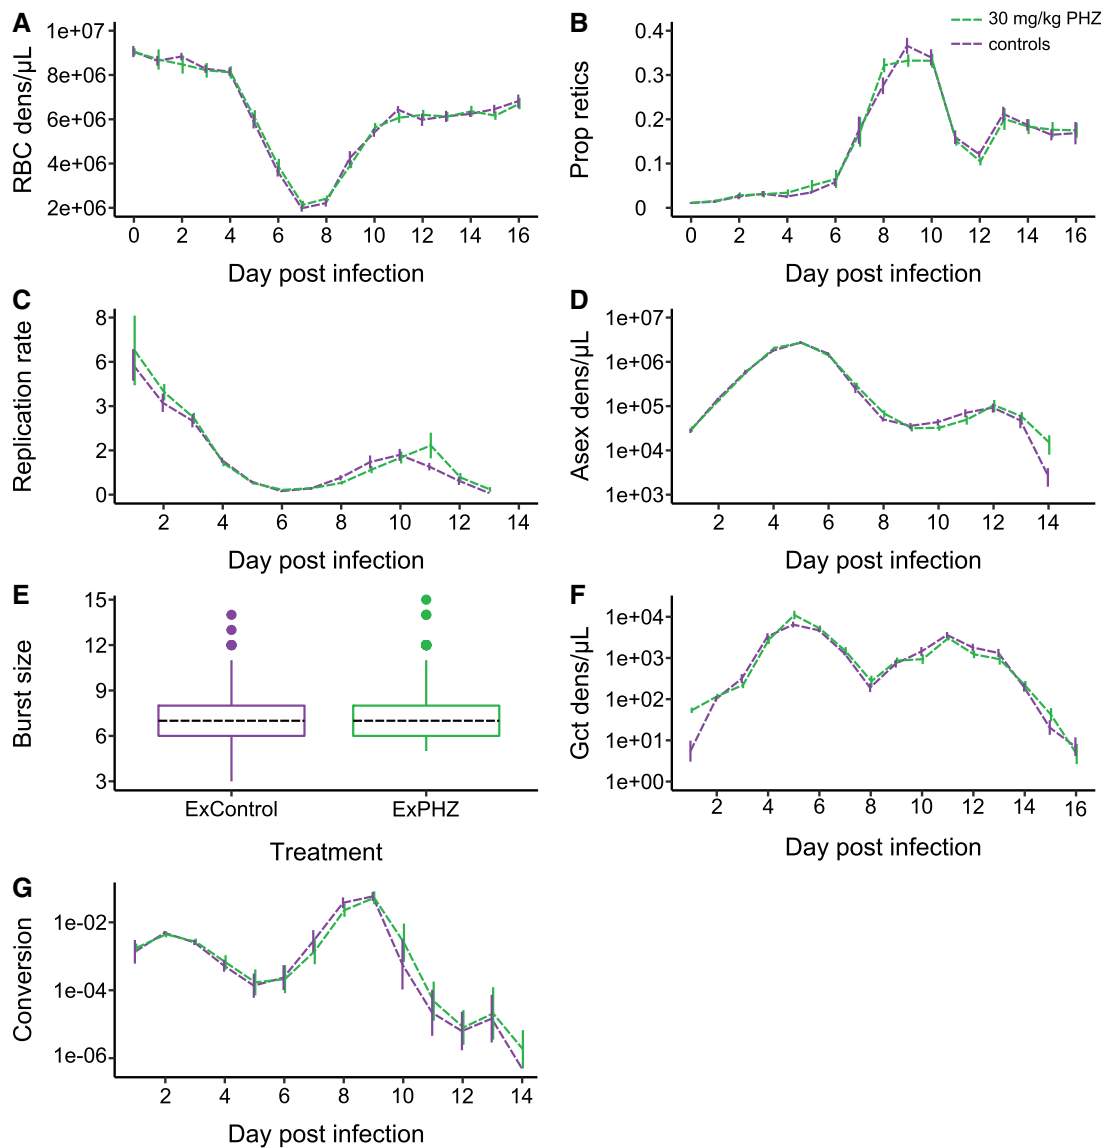 A
1e+07
8e+06
6e+06
4e+06
2e+06
RBC dens/µL
0 2 4 6 8 10 12 14 16
Day post infection
B
30 mg/kg PHZ
controls
0.4
0.3
0.2
0.1
0
Prop retics
0 2 4 6 8 10 12 14 16
Day post infection
C
8
6
3
2
0
Replication rate
2 4 6 8 10 12 14
Day post infection
D
1e+07
1e+06
1e+05
1e+04
1e+03
Asex dens/µL
2 4 6 8 10 12 14
Day post infection
E
15
12
9
6
3
Burst size
ExControl ExPHZ
Treatment
F
1e+04
1e+03
1e+02
1e+01
1e+00
Gct dens/µL
2 4 6 8 10 12 14 16
Day post infection
G
1e-02
1e-04
1e-06
Conversion
2 4 6 8 10 12 14
Day post infection